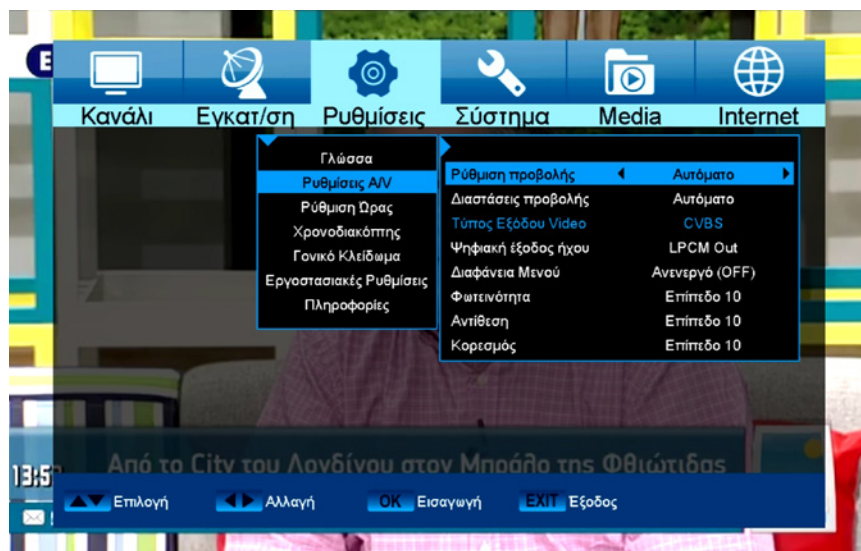 E
Κανάλι Εγκατ/ση Ρυθμίσεις Σύστημα Media Internet
Γλώσσα
Ρυθμίσεις A/V
Ρύθμιση Ώρας
Χρονοδιακόπτης
Γονικό Κλείδωμα
Εργοστασιακές Ρυθμίσεις
Πληροφορίες
Ρύθμιση προβολής Αυτόματο
Διαστάσεις προβολής Αυτόματο
Τύπος Εξόδου Video CVBS
Ψηφιακή έξοδος ήχου LPCM Out
Διαφάνεια Μενού Ανενεργό (OFF)
Φωτεινότητα Επίπεδο 10
Αντίθεση Επίπεδο 10
Κορεσμός Επίπεδο 10
Από το City του Λονδίνου στον Μπράλο της Φθιώτιδας
13:5
Επιλογή Αλλαγή OK Εισαγωγή EXIT Έξοδος